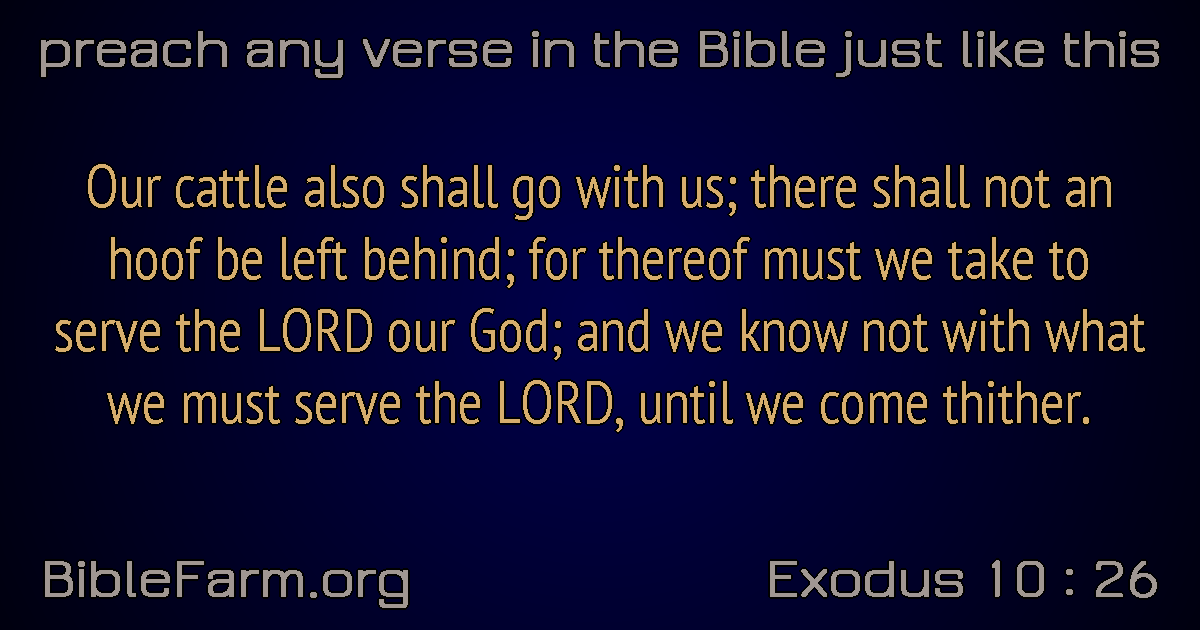 preach any verse in the Bible just like this
Our cattle also shall go with us; there shall not an
hoof be left behind; for thereof must we take to
serve the LORD our God; and we know not with what
we must serve the LORD, until we come thither.
BibleFarm.org
Exodus 10 : 26